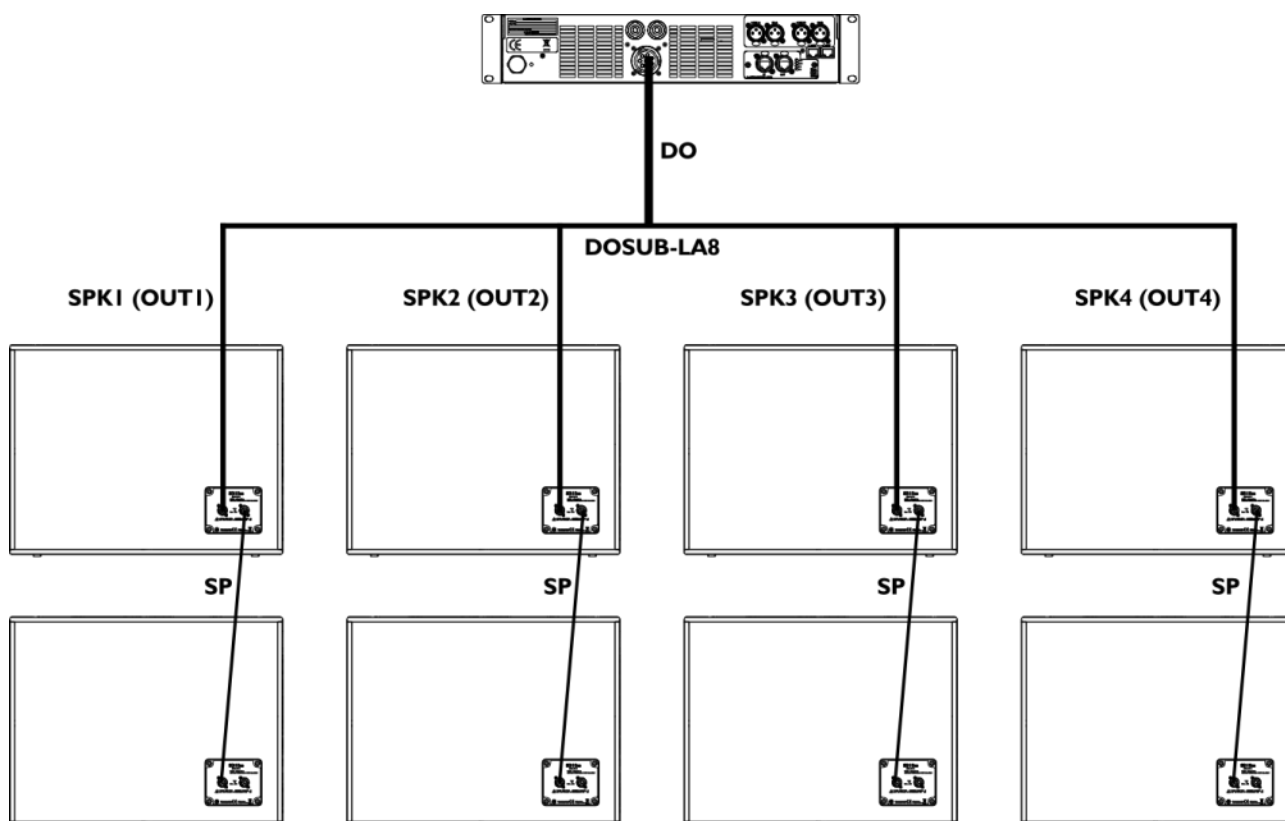 DO
DOSUB-LA8
SPK1 (OUT1)
SPK2 (OUT2)
SPK3 (OUT3)
SPK4 (OUT4)
SP
SP
SP
SP